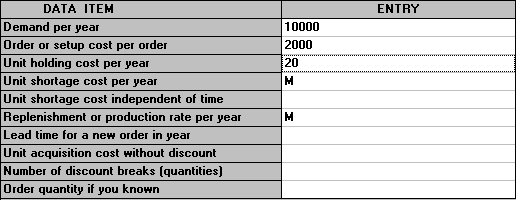 DATA ITEM ENTRY
Demand per year 10000
Order or setup cost per order 2000
Unit holding cost per year 20
Unit shortage cost per year M
Unit shortage cost independent of time
Replenishment or production rate per year M
Lead time for a new order in year
Unit acquisition cost without discount
Number of discount breaks (quantities)
Order quantity if you known